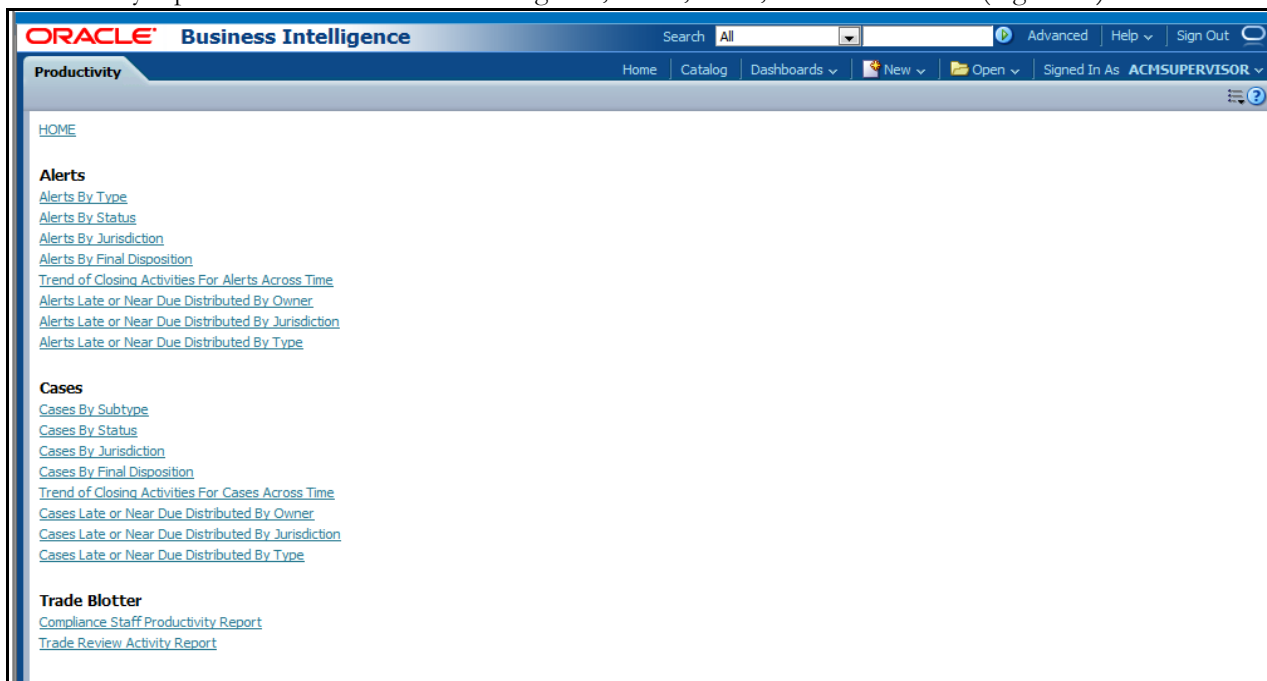 ORACLE Business Intelligence Search All Advanced Help Sign Out
Productivity Home Catalog Dashboards New Open Signed In As ACMSUPERVISOR
HOME
Alerts
Alerts By Type
Alerts By Status
Alerts By Jurisdiction
Alerts By Final Disposition
Trend of Closing Activities For Alerts Across Time
Alerts Late or Near Due Distributed By Owner
Alerts Late or Near Due Distributed By Jurisdiction
Alerts Late or Near Due Distributed By Type
Cases
Cases By Subtype
Cases By Status
Cases By Jurisdiction
Cases By Final Disposition
Trend of Closing Activities For Cases Across Time
Cases Late or Near Due Distributed By Owner
Cases Late or Near Due Distributed By Jurisdiction
Cases Late or Near Due Distributed By Type
Trade Blotter
Compliance Staff Productivity Report
Trade Review Activity Report